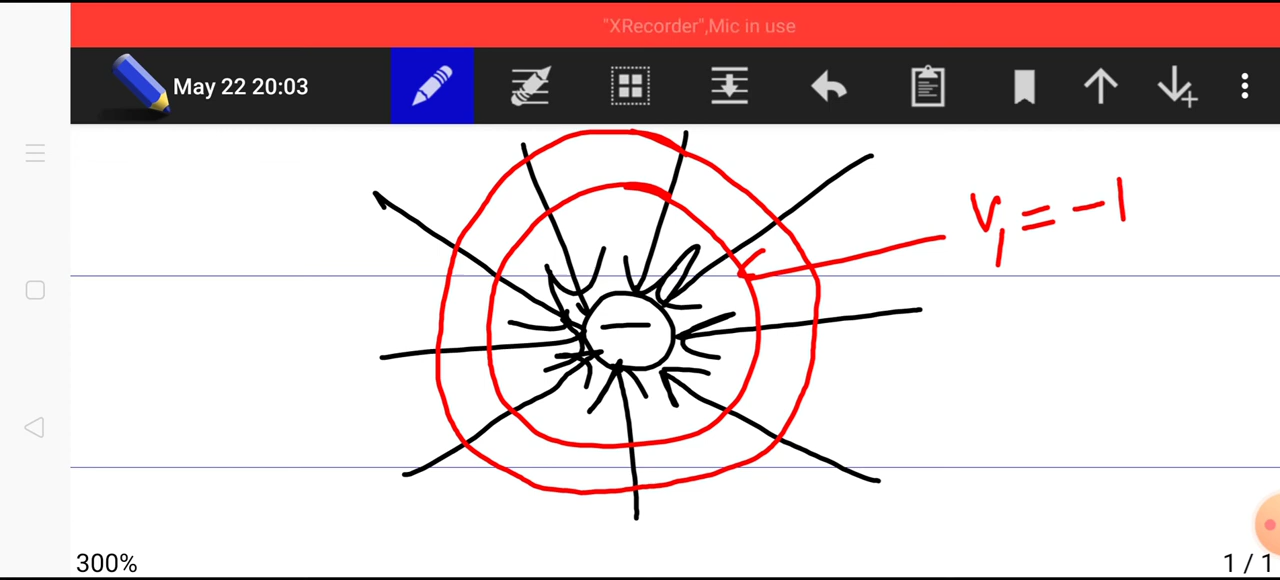 "XRecorder",Mic in use
May 22 20:03
V₁ = -1
−
300%
1 / 1